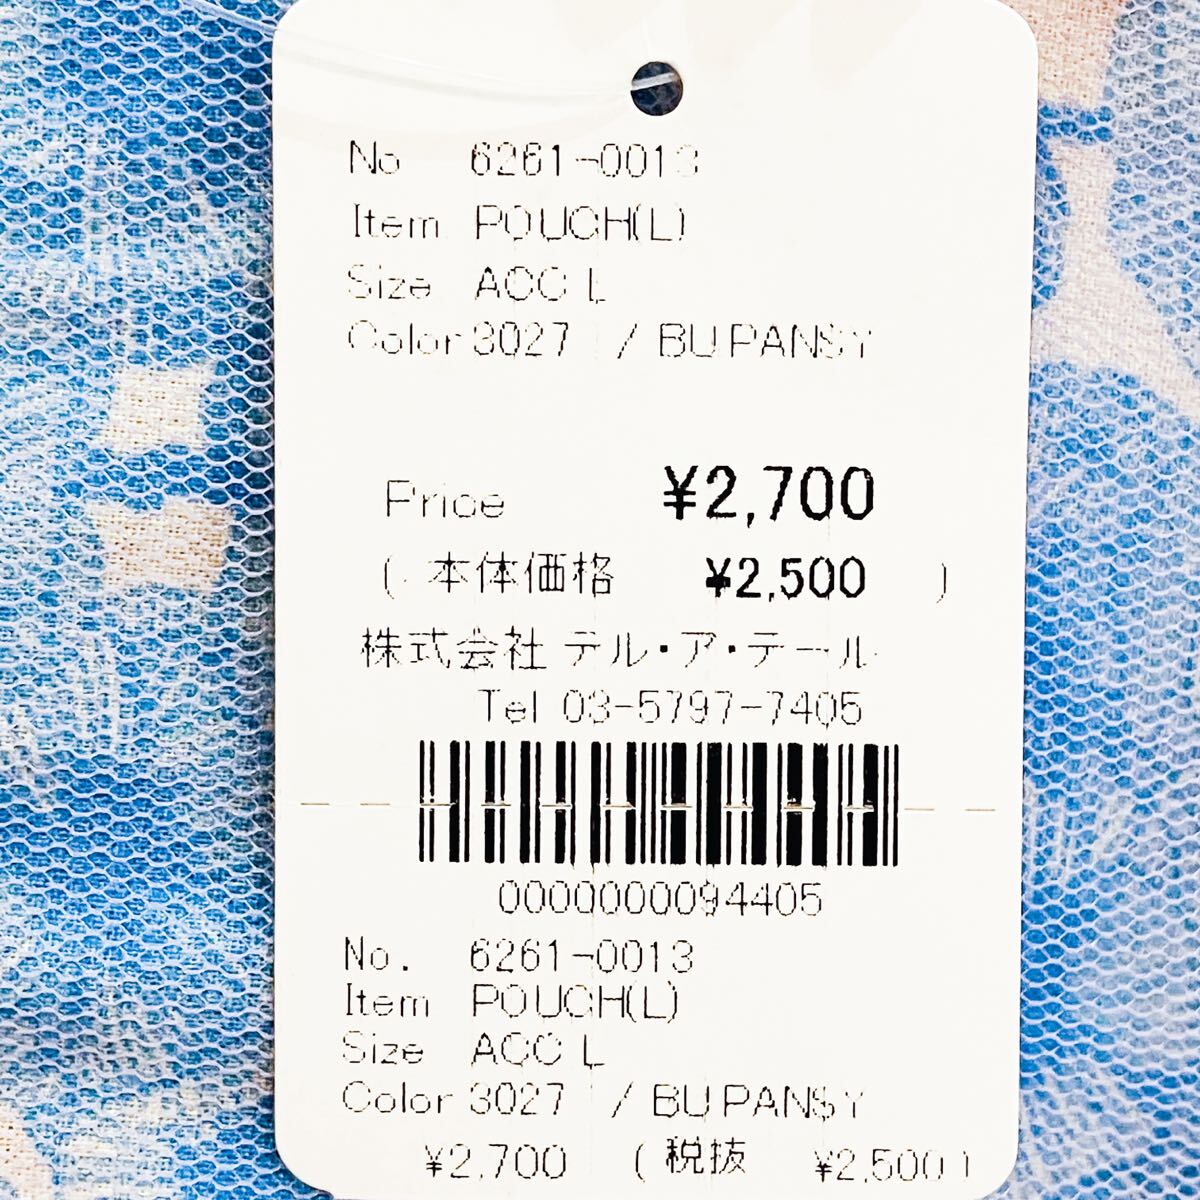 No 6261-0013
Item POUCH(L)
Size ACC L
Color 3027 / BU PANSY
Price ¥2,700
( 本体価格 ¥2,500 )
株式会社 テル・ア・テール
Tel 03-5797-7405
0000000094405
No. 6261-0013
Item POUCH(L)
Size ACC L
Color 3027 / BU PANSY
¥2,700 ( 税抜 ¥2,500 )